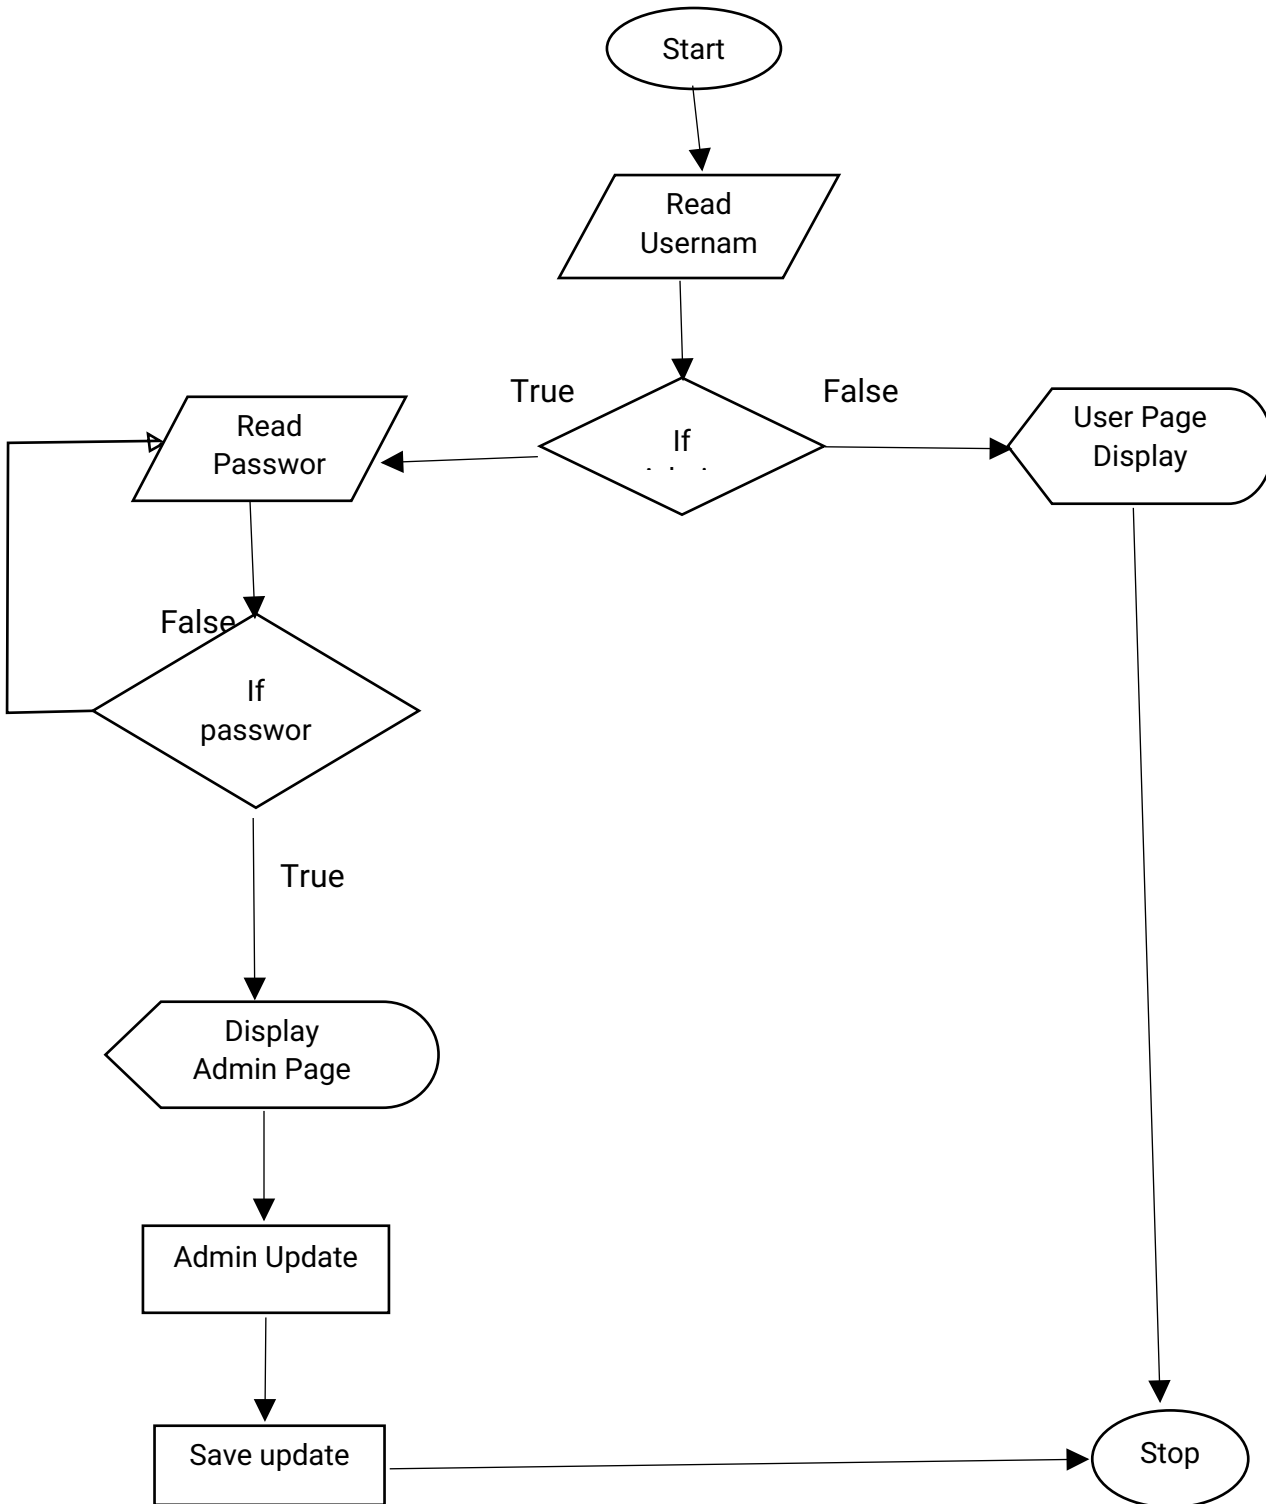 Start
Read
Usernam
True
False
If
User Page
Display
Read
Passwor
False
If
passwor
True
Display
Admin Page
Admin Update
Save update
Stop